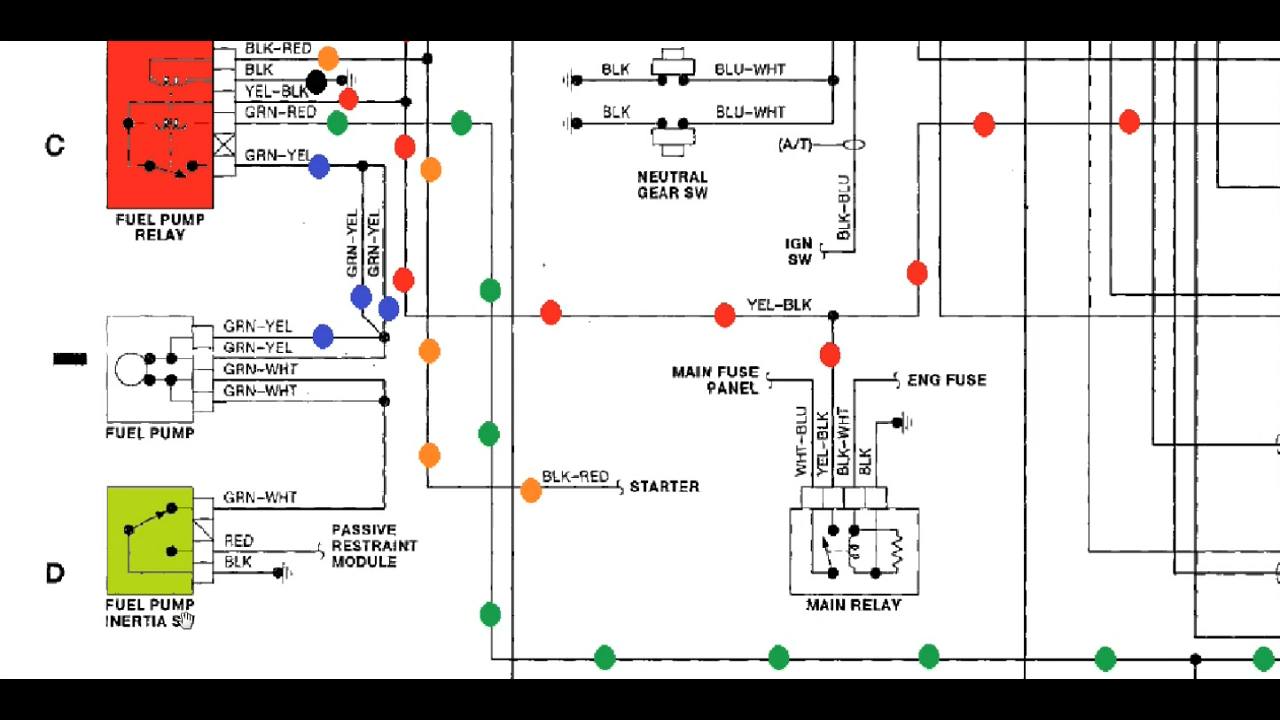 BLK-RED
BLK
YEL-BLK
GRN-RED
GRN-YEL
C
FUEL PUMP
RELAY
GRN-YEL
GRN-YEL
BLK
BLU-WHT
BLK
BLU-WHT
NEUTRAL
GEAR SW
(A/T)
BLK-BLU
IGN
SW
YEL-BLK
GRN-YEL
GRN-YEL
GRN-WHT
GRN-WHT
FUEL PUMP
MAIN FUSE
PANEL
ENG FUSE
WHT-BLU
YEL-BLK
BLK-WHT
BLK
MAIN RELAY
BLK-RED
STARTER
GRN-WHT
RED
BLK
PASSIVE
RESTRAINT
MODULE
D
FUEL PUMP
INERTIA